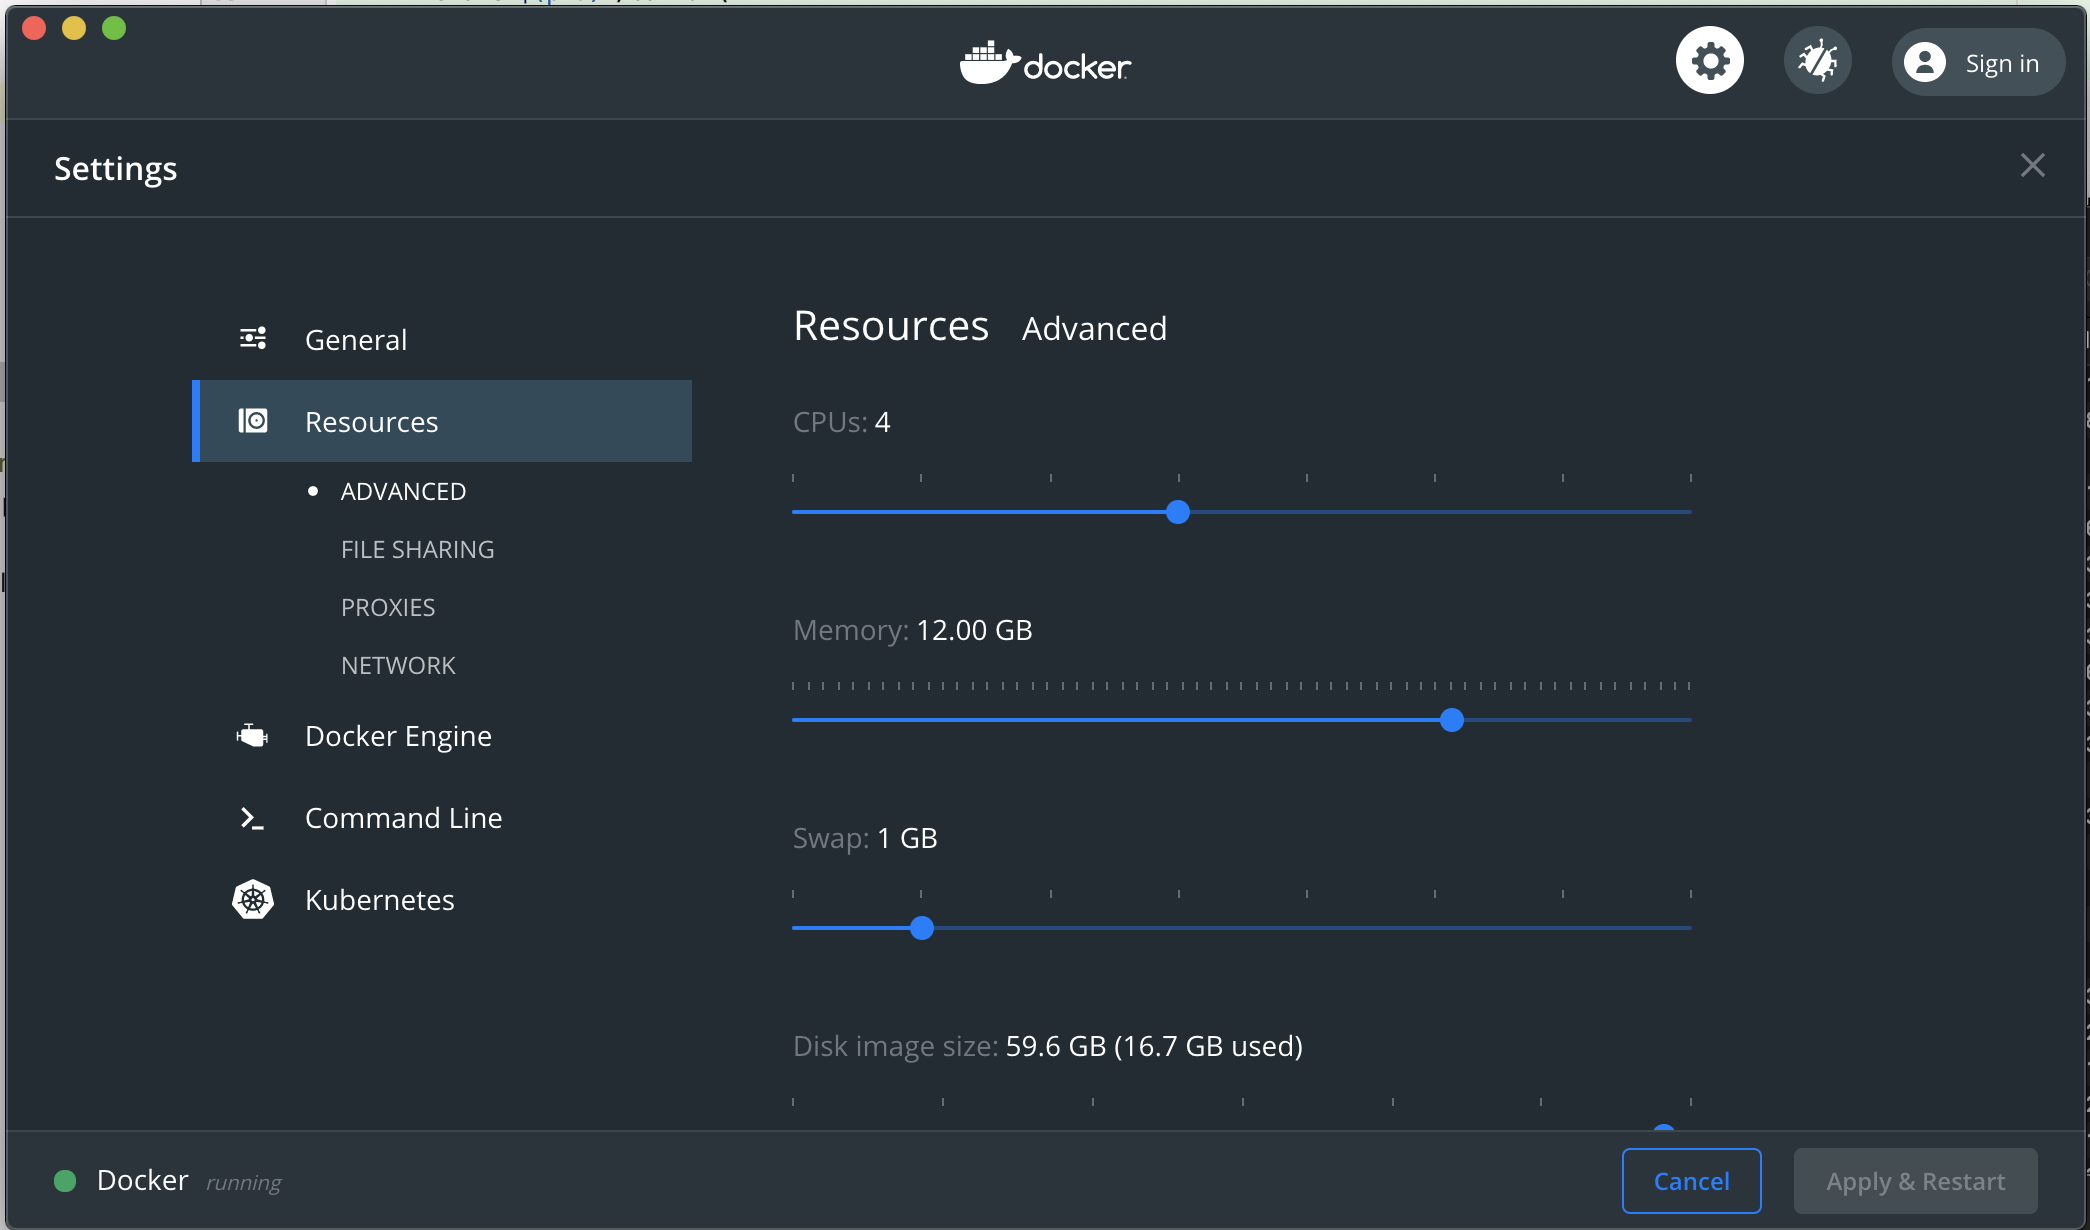 docker
Sign in
Settings
General
Resources
ADVANCED
FILE SHARING
PROXIES
NETWORK
Docker Engine
Command Line
Kubernetes
Resources Advanced
CPUs: 4
Memory: 12.00 GB
Swap: 1 GB
Disk image size: 59.6 GB (16.7 GB used)
Docker running
Cancel
Apply & Restart